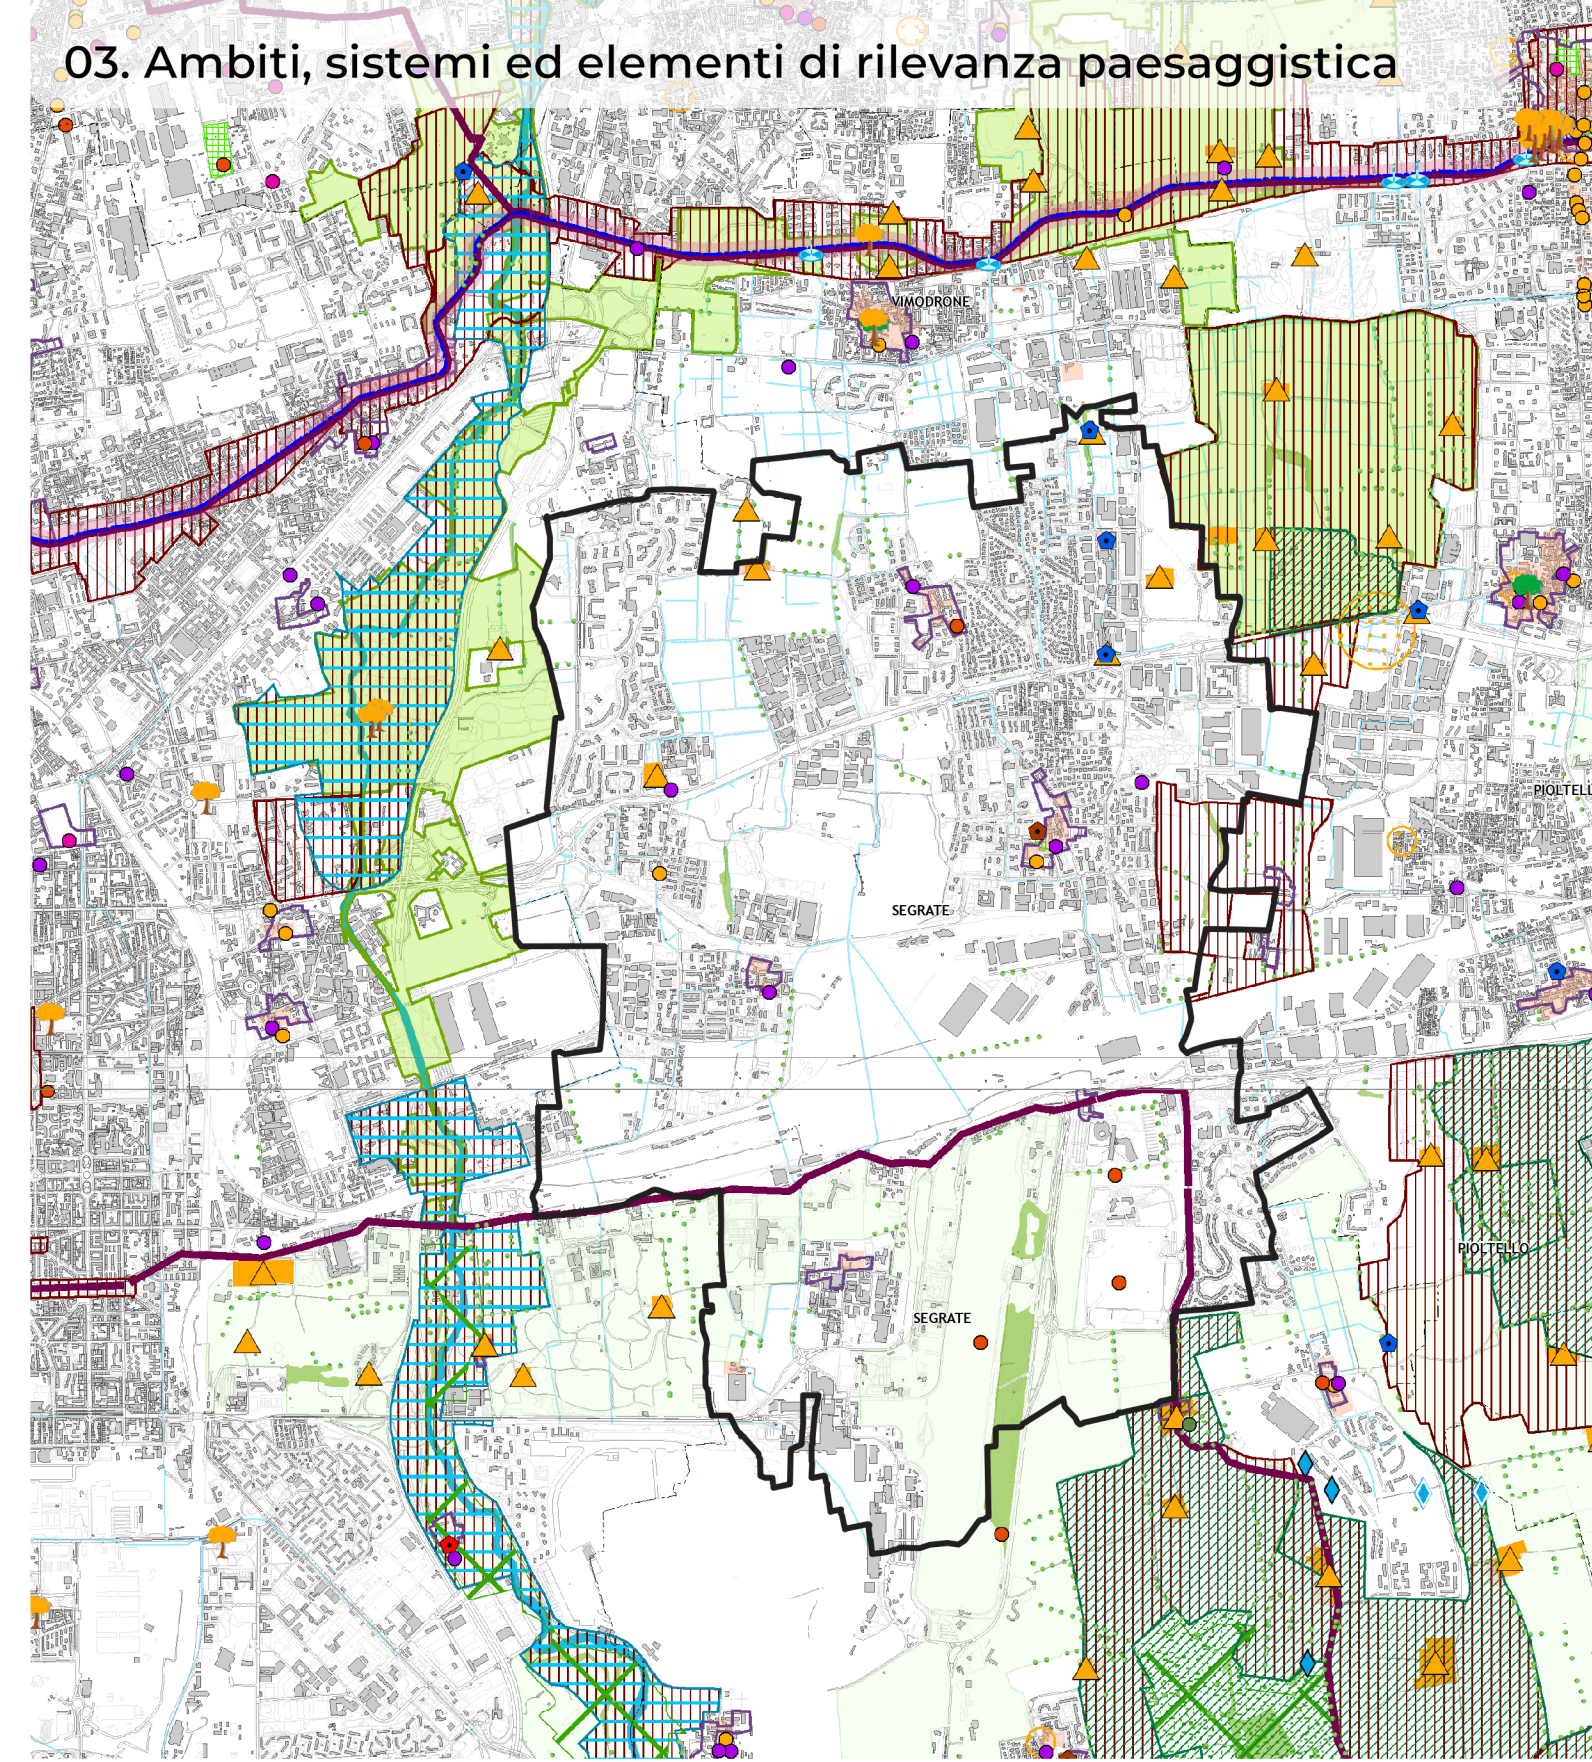 03. Ambiti, sistemi ed elementi di rilevanza paesaggistica
VIMODRONE
PIOLTELL
SEGRATE
PIOLTELLO
SEGRATE